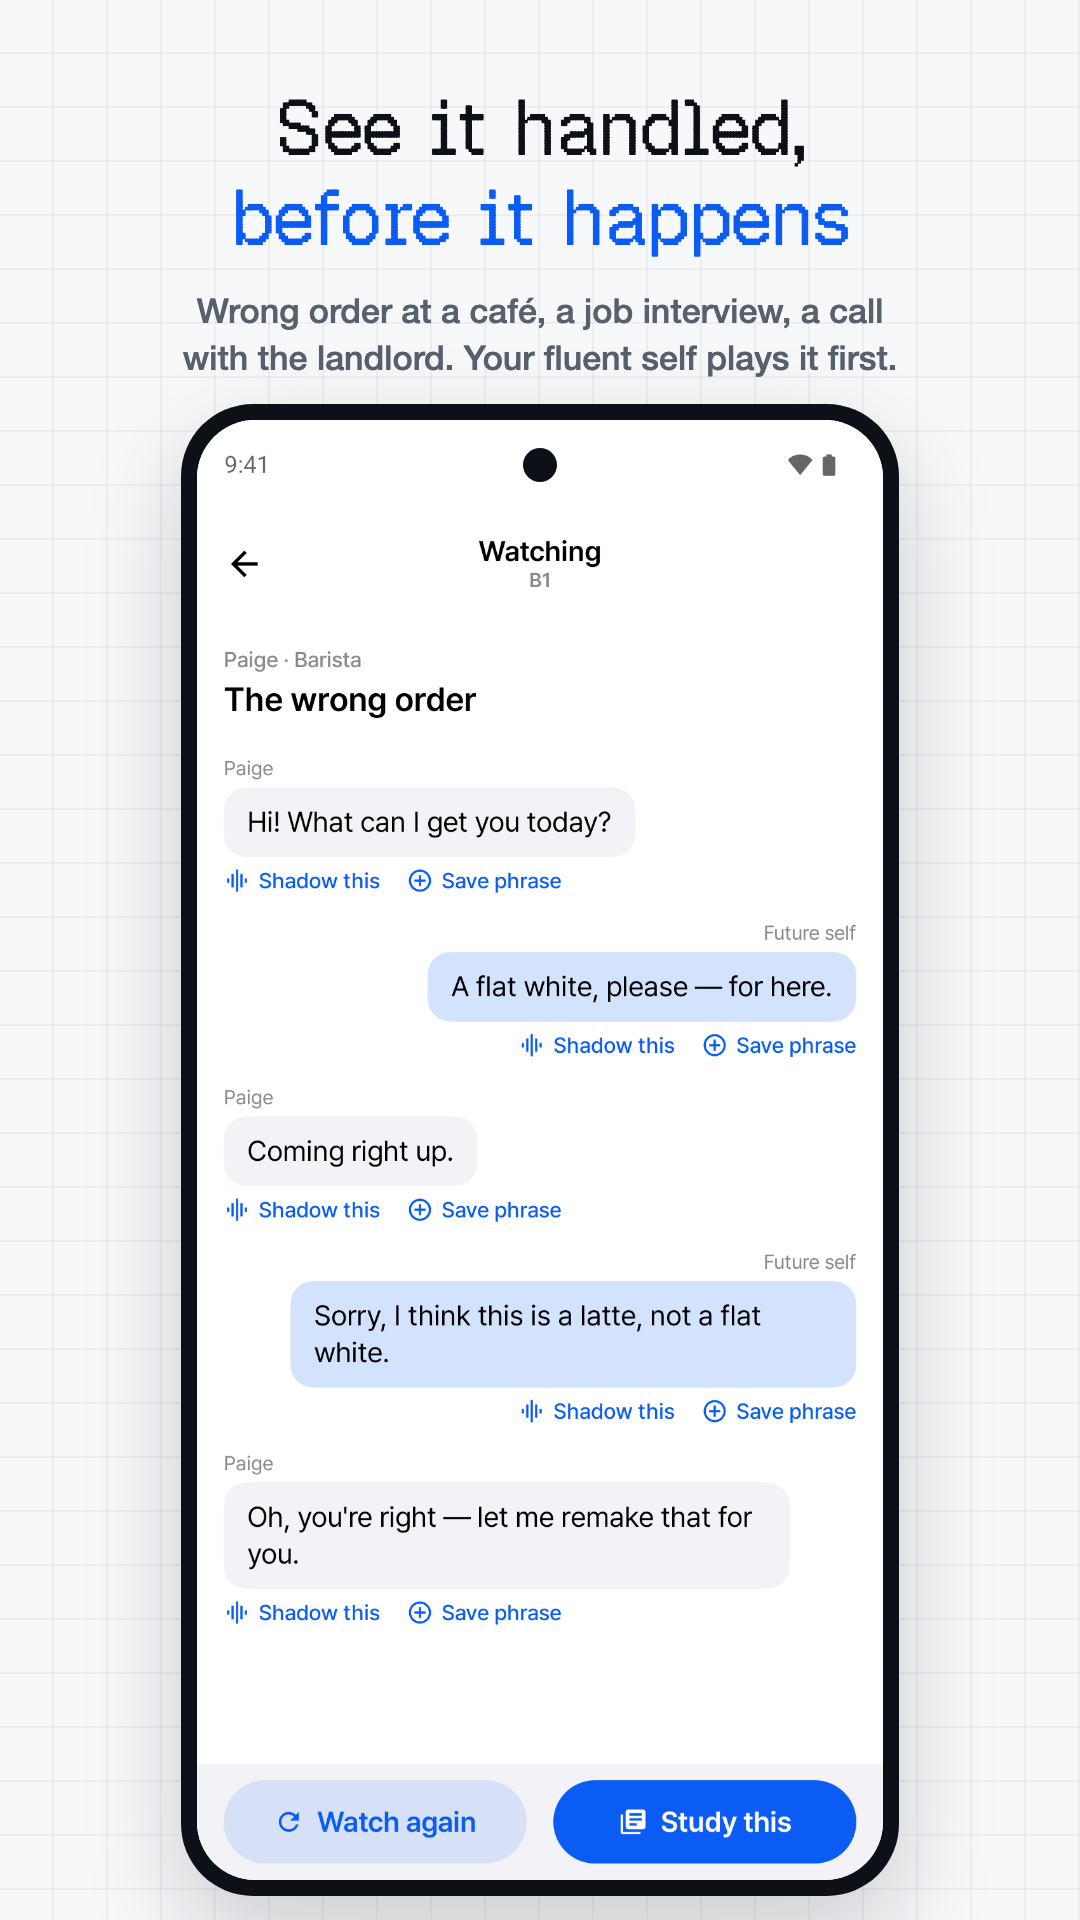 See it handled,
before it happens
Wrong order at a café, a job interview, a call
with the landlord. Your fluent self plays it first.
9:41
Watching
B1
Paige · Barista
The wrong order
Paige
Hi! What can I get you today?
Shadow this Save phrase
Future self
A flat white, please — for here.
Shadow this Save phrase
Paige
Coming right up.
Shadow this Save phrase
Future self
Sorry, I think this is a latte, not a flat
white.
Shadow this Save phrase
Paige
Oh, you're right — let me remake that for
you.
Shadow this Save phrase
Watch again Study this